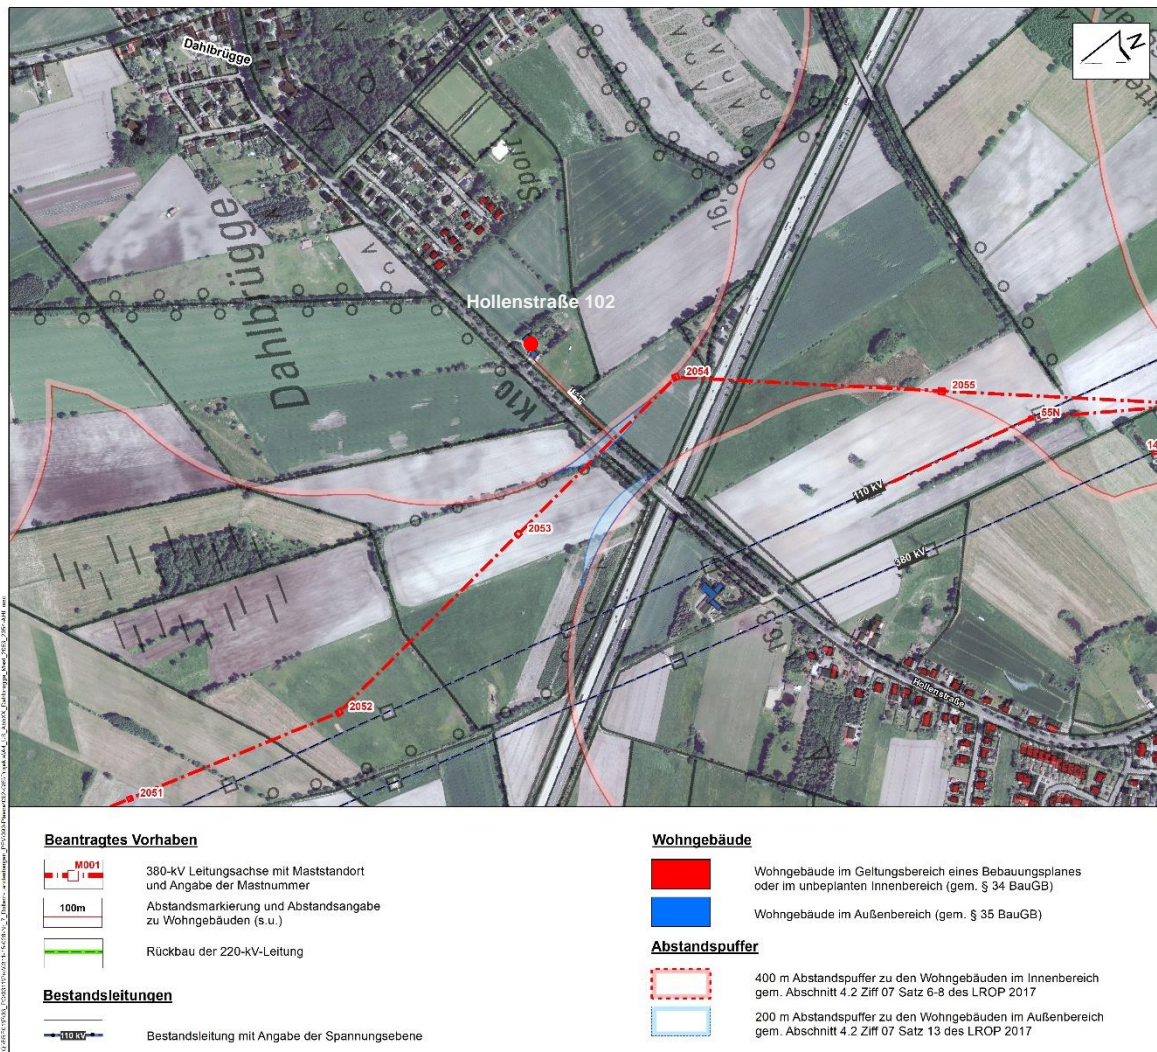 Dahlbrügge
N
Sport
Dahlbrügge
Hollenstraße 102
K10
2054
2055
55N
110 kV
380 kV
2053
2052
2051
16,3
Hollenstraße
Beantragtes Vorhaben
M001
380-kV Leitungsachse mit Maststandort
und Angabe der Mastnummer
100m
Abstandsmarkierung und Abstandsangabe
zu Wohngebäuden (s.u.)
Rückbau der 220-kV-Leitung
Bestandsleitungen
110 kV
Bestandsleitung mit Angabe der Spannungsebene
Wohngebäude
Wohngebäude im Geltungsbereich eines Bebauungsplanes
oder im unbeplanten Innenbereich (gem. § 34 BauGB)
Wohngebäude im Außenbereich (gem. § 35 BauGB)
Abstandspuffer
400 m Abstandspuffer zu den Wohngebäuden im Innenbereich
gem. Abschnitt 4.2 Ziff 07 Satz 6-8 des LROP 2017
200 m Abstandspuffer zu den Wohngebäuden im Außenbereich
gem. Abschnitt 4.2 Ziff 07 Satz 13 des LROP 2017